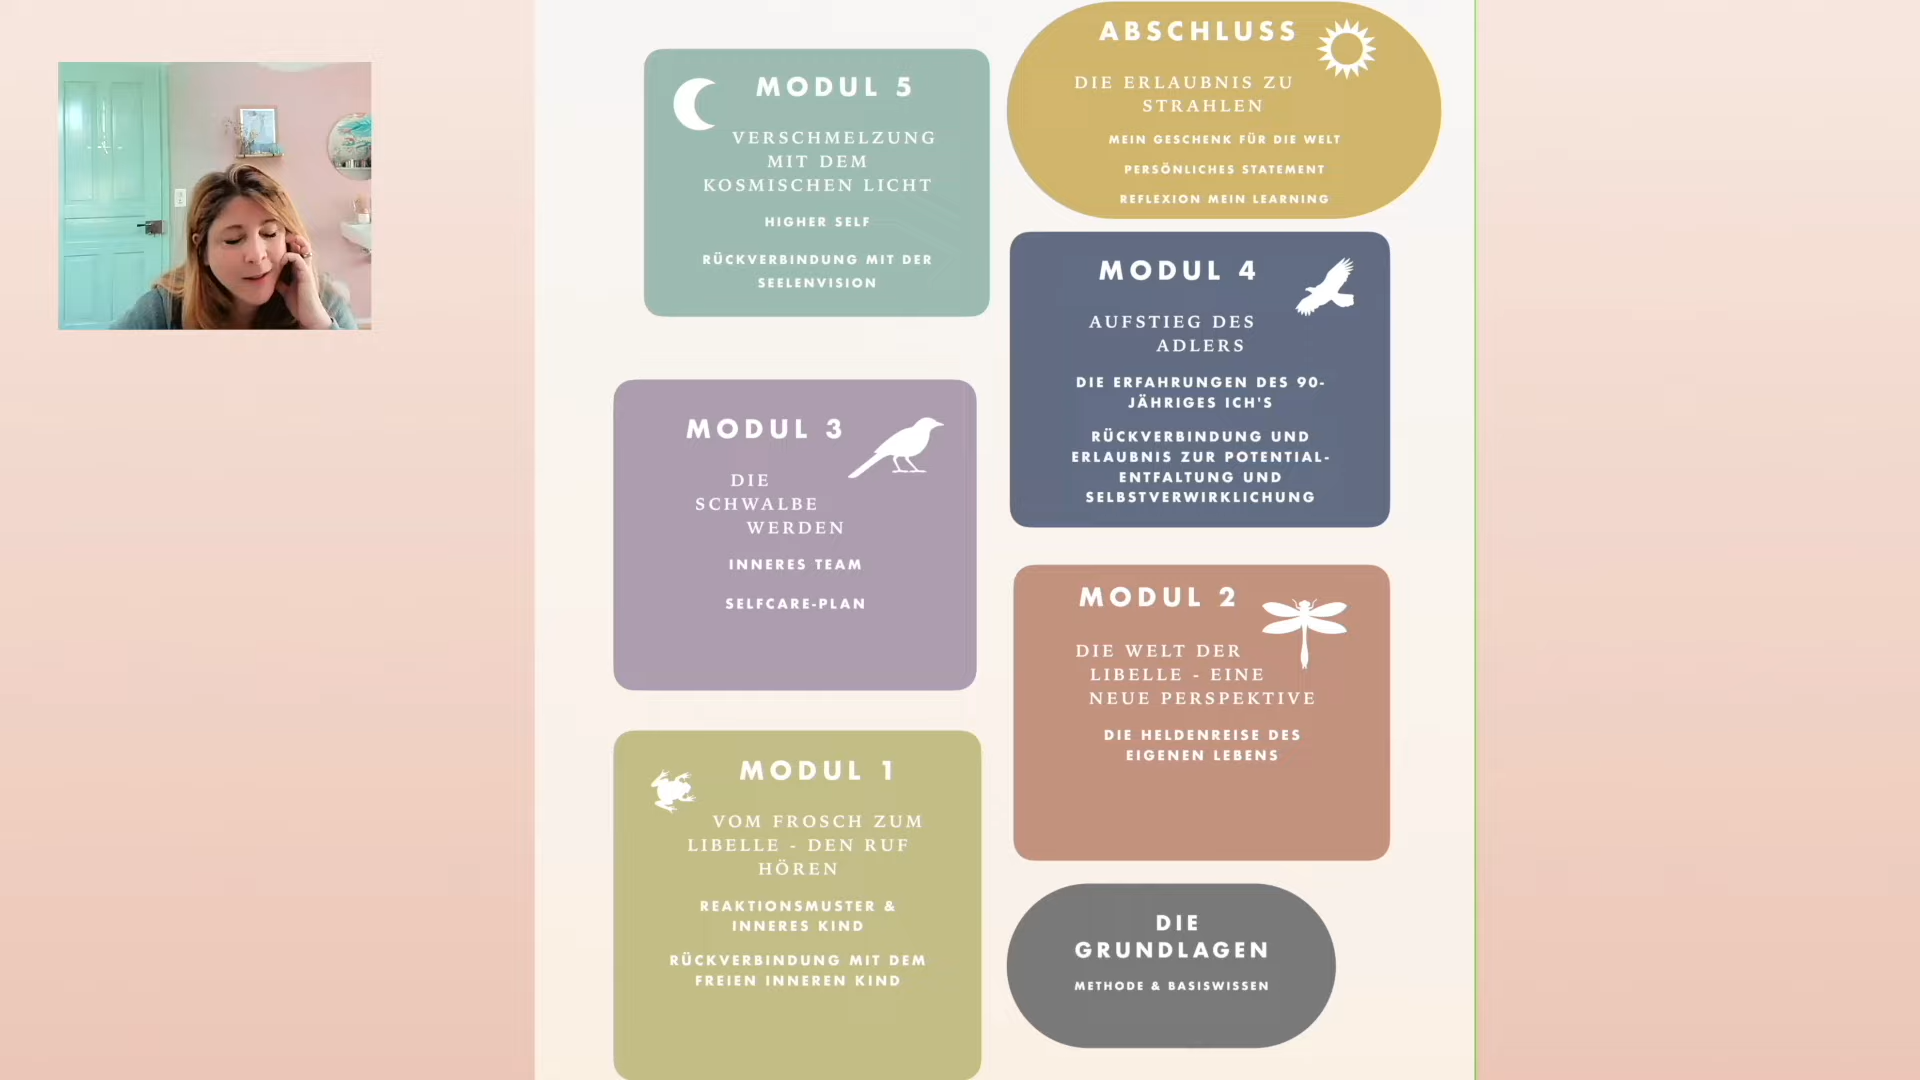 MODUL 5
VERSCHMELZUNG
MIT DEM
KOSMISCHEN LICHT
HIGHER SELF
RÜCKVERBINDUNG MIT DER
SEELENVISION
ABSCHLUSS
DIE ERLAUBNIS ZU
STRAHLEN
MEIN GESCHENK FÜR DIE WELT
PERSÖNLICHES STATEMENT
REFLEXION MEIN LEARNING
MODUL 4
AUFSTIEG DES
ADLERS
DIE ERFAHRUNGEN DES 90-
JÄHRIGES ICH'S
RÜCKVERBINDUNG UND
ERLAUBNIS ZUR POTENTIAL-
ENTFALTUNG UND
SELBSTVERWIRKLICHUNG
MODUL 3
DIE
SCHWALBE
WERDEN
INNERES TEAM
SELFCARE-PLAN
MODUL 2
DIE WELT DER
LIBELLE - EINE
NEUE PERSPEKTIVE
DIE HELDENREISE DES
EIGENEN LEBENS
MODUL 1
VOM FROSCH ZUM
LIBELLE - DEN RUF
HÖREN
REAKTIONSMUSTER &
INNERES KIND
RÜCKVERBINDUNG MIT DEM
FREIEN INNEREN KIND
DIE
GRUNDLAGEN
METHODE & BASISWISSEN